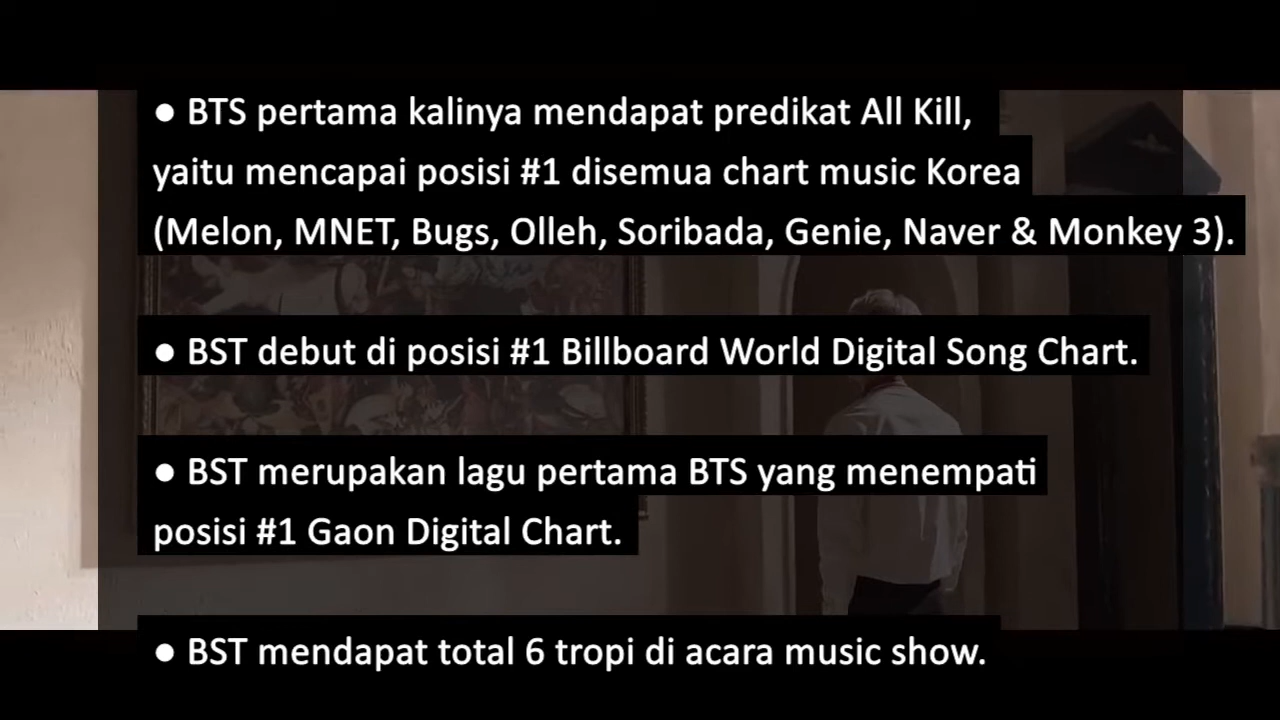 ● BTS pertama kalinya mendapat predikat All Kill,
yaitu mencapai posisi #1 disemua chart music Korea
(Melon, MNET, Bugs, Olleh, Soribada, Genie, Naver & Monkey 3).
● BST debut di posisi #1 Billboard World Digital Song Chart.
● BST merupakan lagu pertama BTS yang menempati
posisi #1 Gaon Digital Chart.
● BST mendapat total 6 tropi di acara music show.